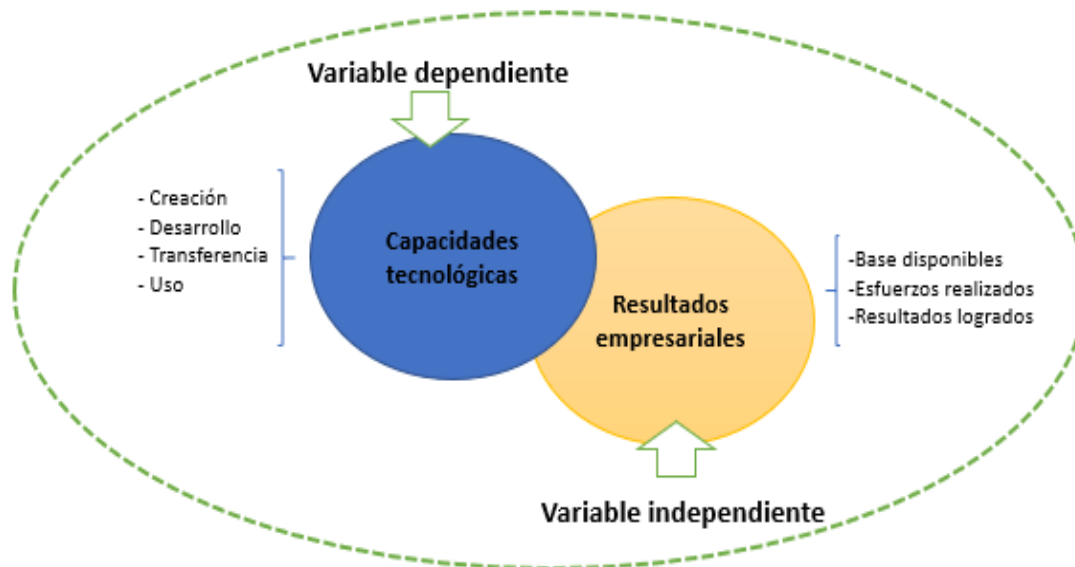 Variable dependiente
- Creación
- Desarrollo
- Transferencia
- Uso
Capacidades
tecnológicas
Resultados
empresariales
-Base disponibles
-Esfuerzos realizados
-Resultados logrados
Variable independiente